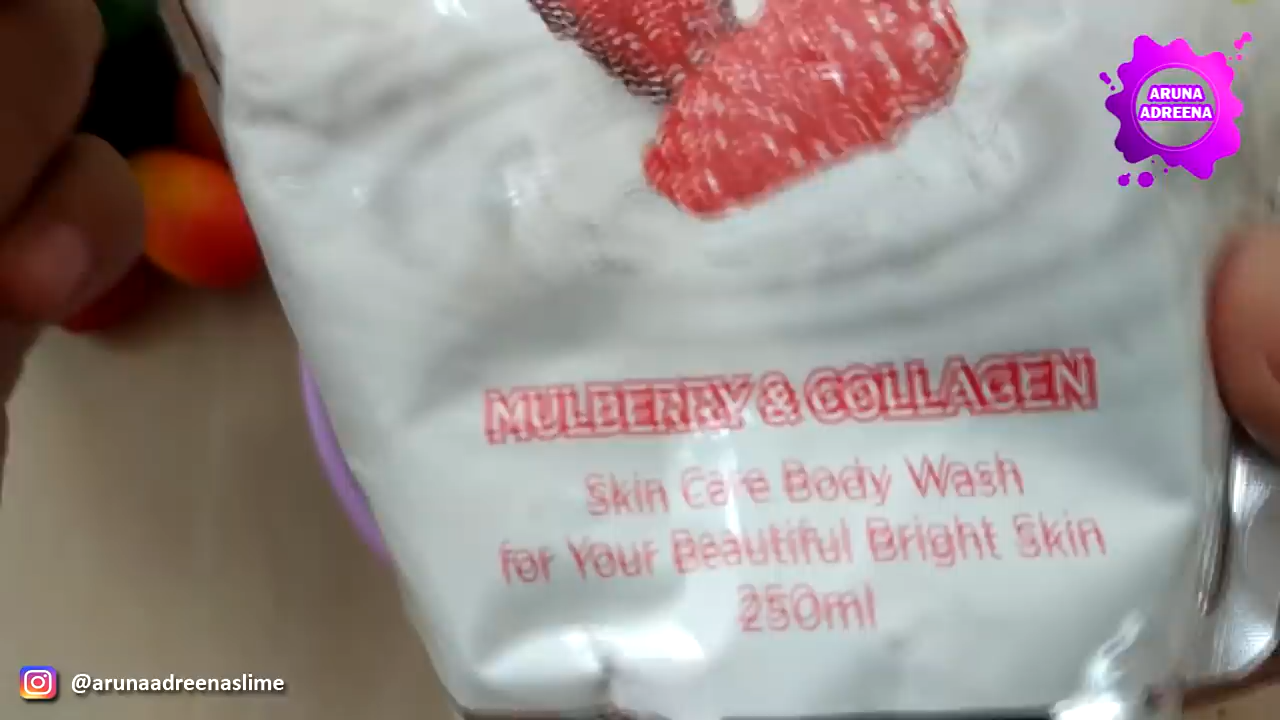 ARUNA
ADREENA
MULBERRY & COLLAGEN
Skin Care Body Wash
for Your Beautiful Bright Skin
250ml
@arunaadreenaslime